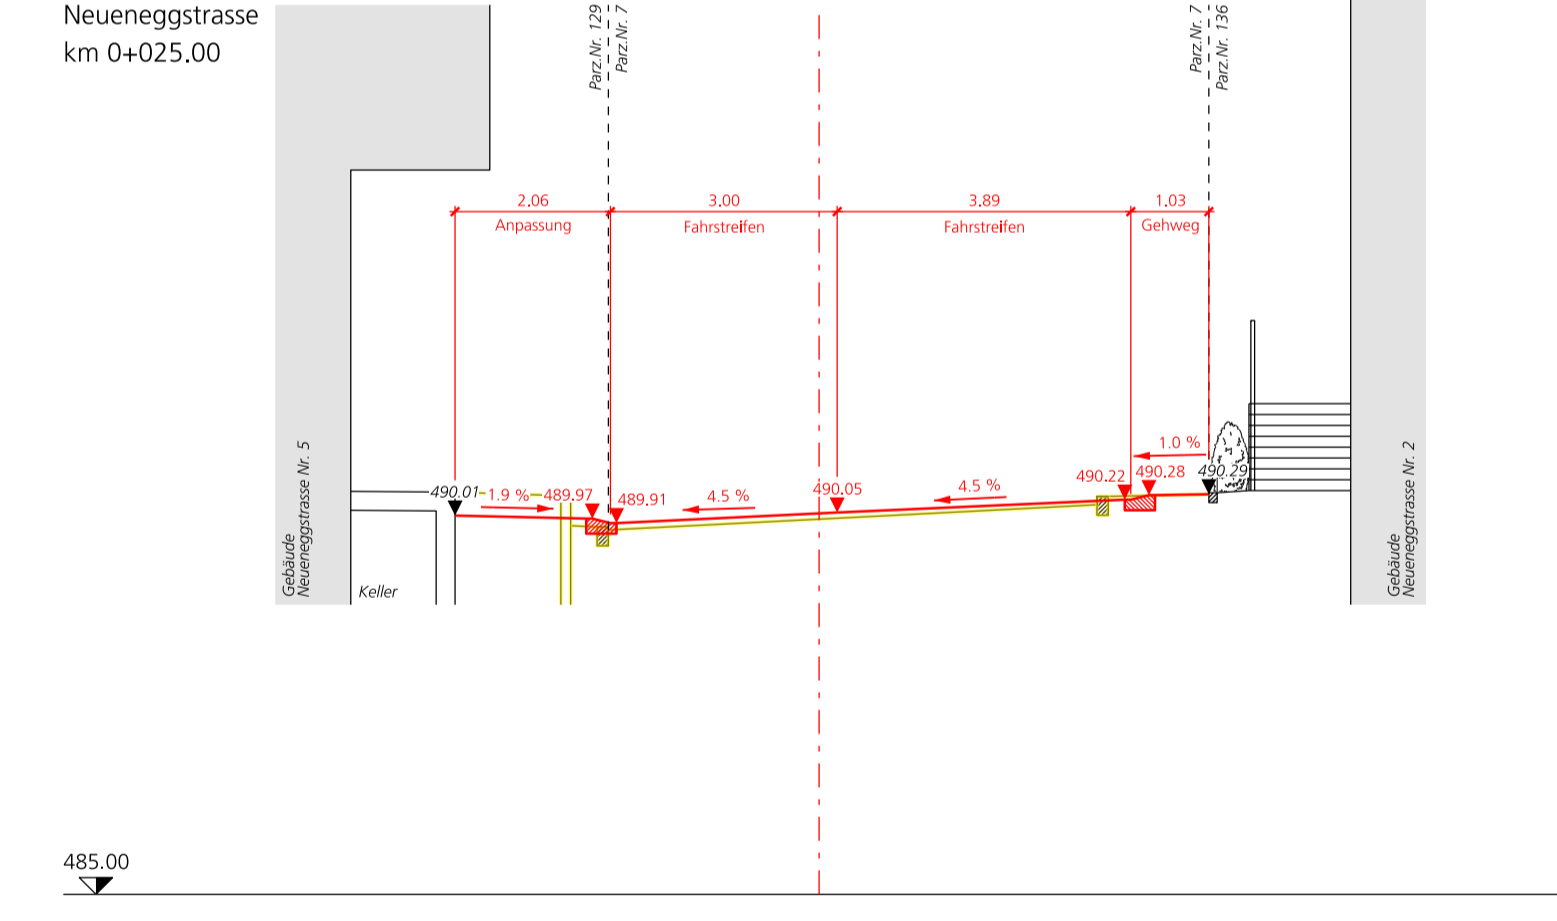 Neueneggstrasse
km 0+025.00
Parz.Nr. 129
Parz.Nr. 7
Parz.Nr. 7
Parz.Nr. 136
2.06
3.00
3.89
1.03
Anpassung
Fahrstreifen
Fahrstreifen
Gehweg
1.0 %
490.01
1.9 %
489.97
489.91
4.5 %
490.05
4.5 %
490.22
490.28
490.29
Gebäude
Neueneggstrasse Nr. 5
Keller
Gebäude
Neueneggstrasse Nr. 2
485.00